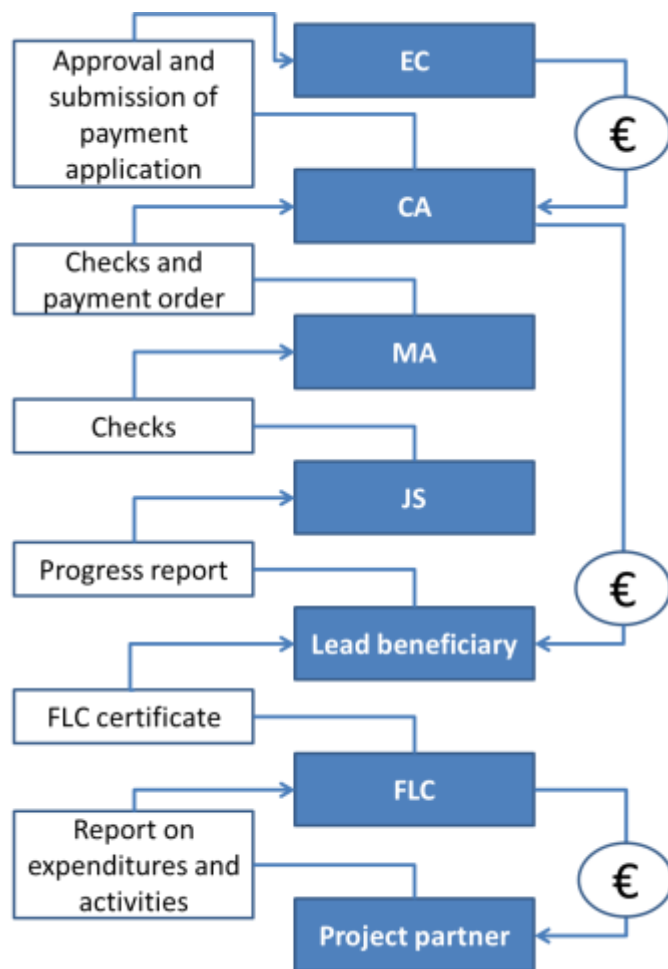 Approval and
submission of
payment
application
EC
€
CA
Checks and
payment order
MA
Checks
JS
Progress report
€
Lead beneficiary
FLC certificate
FLC
Report on
expenditures and
activities
€
Project partner